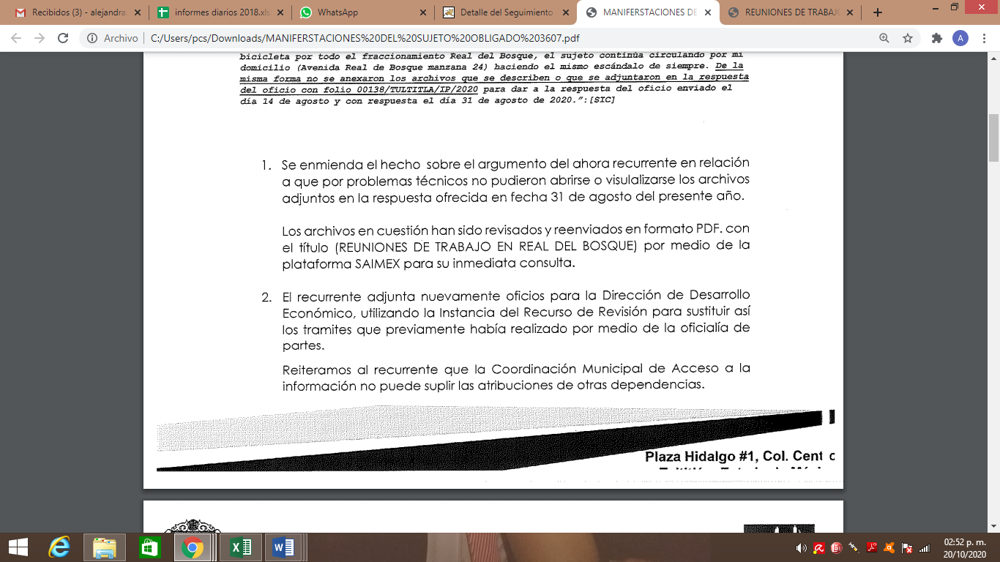 Recibidos (3) - alejandra
informes diarios 2018.xls
WhatsApp
Detalle del Seguimiento
MANIFERSTACIONES DE
REUNIONES DE TRABAJO
Archivo | C:/Users/pcs/Downloads/MANIFERSTACIONES%20DEL%20SUJETO%20OBLIGADO%203607.pdf
A
bicicleta por todo el fraccionamiento Real del Bosque, el sujeto continúa circulando por mi
domicilio (Avenida Real de Bosque manzana 24) haciendo el mismo escándalo de siempre. De la
misma forma no se anexaron los archivos que se describen o que se adjuntaron en la respuesta
del oficio con folio 00138/TULTITLA/IP/2020 para dar a la respuesta del oficio enviado el
día 14 de agosto y con respuesta el día 31 de agosto de 2020.":[SIC]
1. Se enmienda el hecho sobre el argumento del ahora recurrente en relación
a que por problemas técnicos no pudieron abrirse o visulalizarse los archivos
adjuntos en la respuesta ofrecida en fecha 31 de agosto del presente año.
Los archivos en cuestión han sido revisados y reenviados en formato PDF. con
el título (REUNIONES DE TRABAJO EN REAL DEL BOSQUE) por medio de la
plataforma SAIMEX para su inmediata consulta.
2. El recurrente adjunta nuevamente oficios para la Dirección de Desarrollo
Económico, utilizando la Instancia del Recurso de Revisión para sustituir así
los tramites que previamente había realizado por medio de la oficialía de
partes.
Reiteramos al recurrente que la Coordinación Municipal de Acceso a la
información no puede suplir las atribuciones de otras dependencias.
Plaza Hidalgo #1, Col. Cent o
02:52 p. m.
20/10/2020